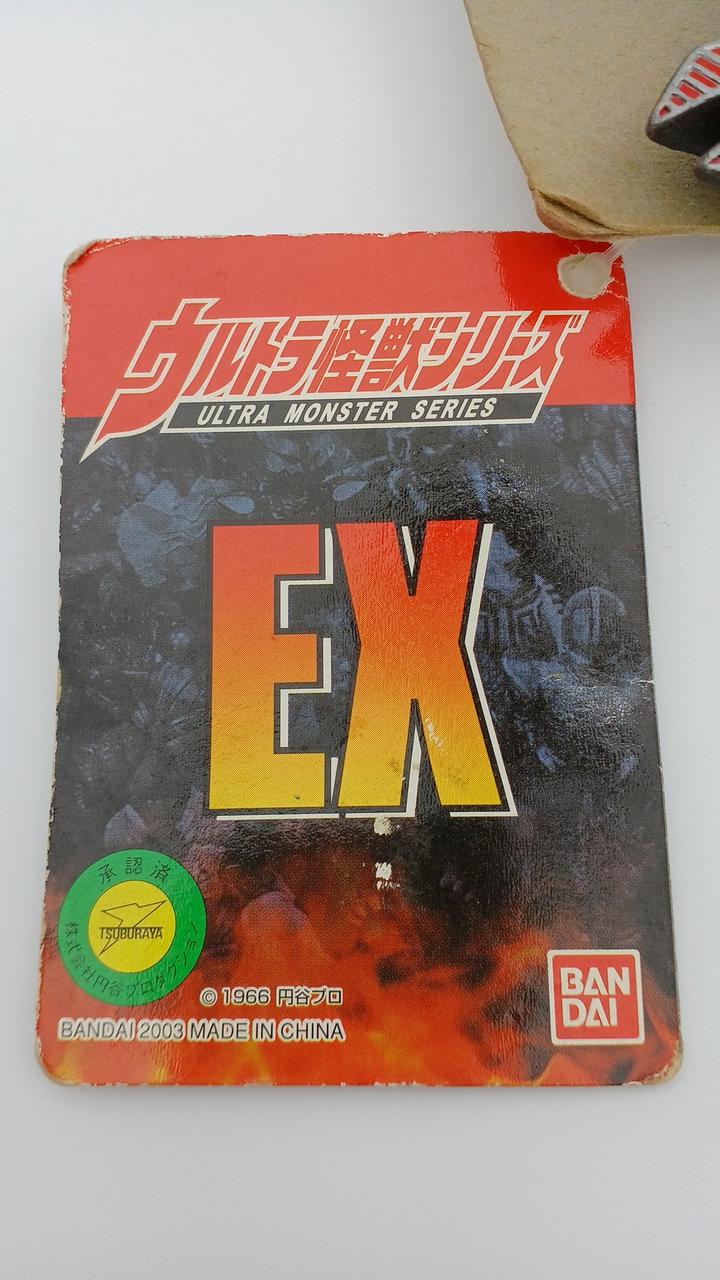 ウルトラ怪獣シリーズ
ULTRA MONSTER SERIES
EX
承認済
TSUBURAYA
株式会社円谷プロダクション
© 1966 円谷プロ
BANDAI 2003 MADE IN CHINA
BAN
DAI